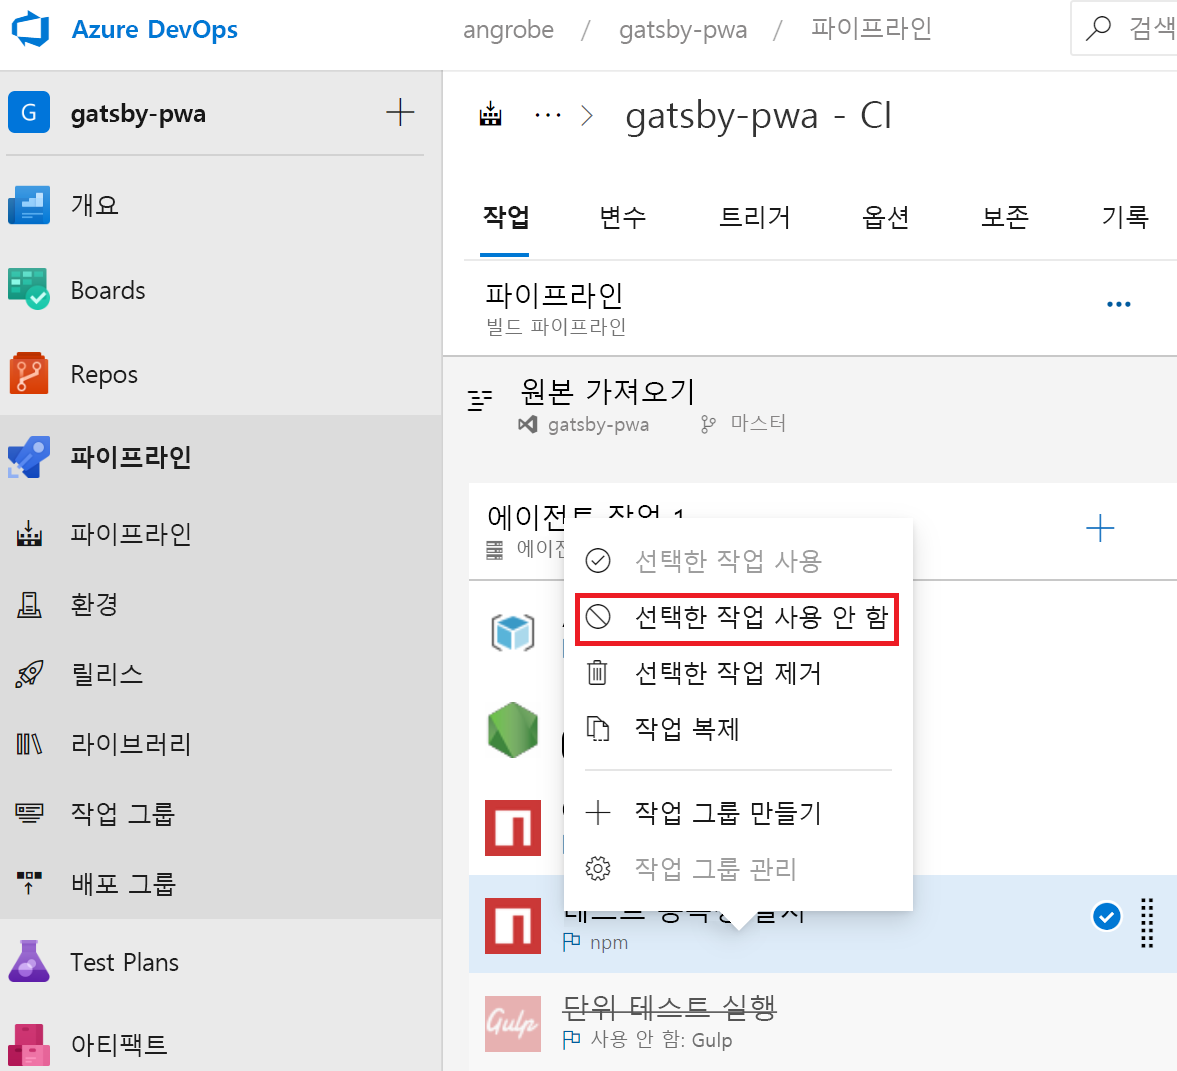 Azure DevOps
angrobe / gatsby-pwa / 파이프라인
검색
G gatsby-pwa
개요
Boards
Repos
파이프라인
파이프라인
환경
릴리스
라이브러리
작업 그룹
배포 그룹
Test Plans
아티팩트
... > gatsby-pwa - CI
작업 변수 트리거 옵션 보존 기록
파이프라인
빌드 파이프라인
원본 가져오기
gatsby-pwa 마스터
에이전트 작업 1
선택한 작업 사용
선택한 작업 사용 안 함
선택한 작업 제거
작업 복제
작업 그룹 만들기
작업 그룹 관리
npm
Gulp
단위 테스트 실행
사용 안 함: Gulp